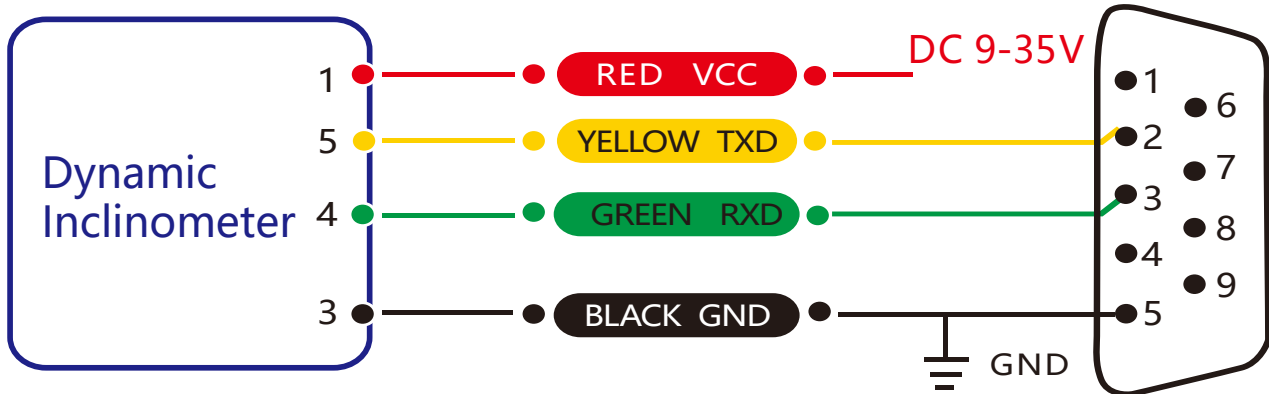 Dynamic
Inclinometer
1
5
4
3
RED VCC
YELLOW TXD
GREEN RXD
BLACK GND
DC 9-35V
GND
1
2
3
4
5
6
7
8
9